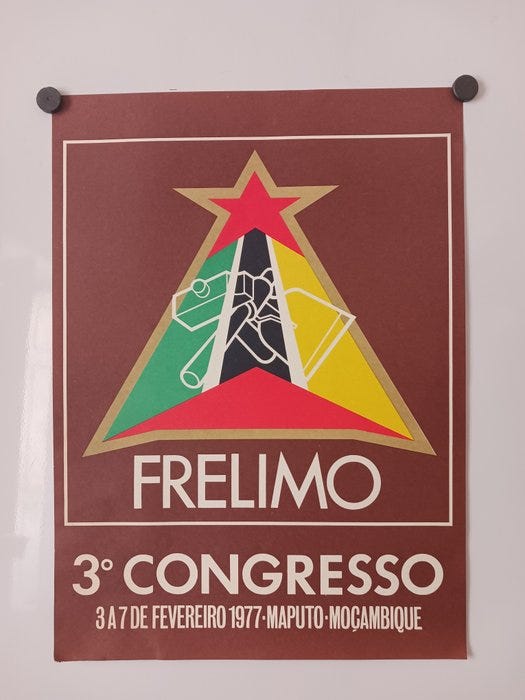 FRELIMO
3º CONGRESSO
3 A 7 DE FEVEREIRO 1977·MAPUTO·MOÇAMBIQUE